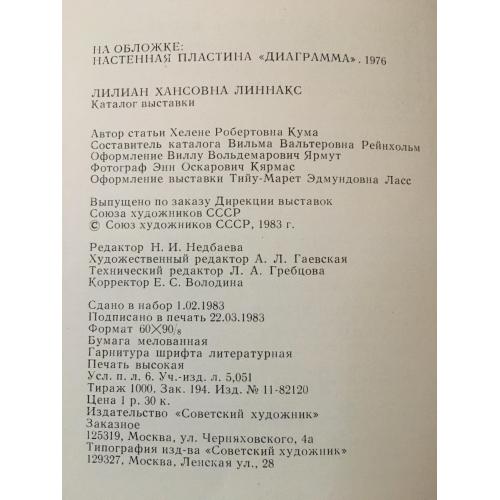 НА ОБЛОЖКЕ:
НАСТЕННАЯ ПЛАСТИНА «ДИАГРАММА». 1976
ЛИЛИАН ХАНСОВНА ЛИННАКС
Каталог выставки
Автор статьи Хелене Робертовна Кума
Составитель каталога Вильма Вальтеровна Рейнхольм
Оформление Виллу Вольдемарович Ярмут
Фотограф Энн Оскарович Кярмас
Оформление выставки Тийу-Марет Эдмундовна Ласс
Выпущено по заказу Дирекции выставок
Союза художников СССР
© Союз художников СССР, 1983 г.
Редактор Н. И. Недбаева
Художественный редактор А. Л. Гаевская
Технический редактор Л. А. Гребцова
Корректор Е. С. Володина
Сдано в набор 1.02.1983
Подписано в печать 22.03.1983
Формат 60×90/8
Бумага мелованная
Гарнитура шрифта литературная
Печать высокая
Усл. п. л. 6. Уч.-изд. л. 5,051
Тираж 1000. Зак. 194. Изд. № 11-82120
Цена 1 р. 30 к.
Издательство «Советский художник»
Заказное
125319, Москва, ул. Черняховского, 4а
Типография изд-ва «Советский художник»
129327, Москва, Ленская ул., 28